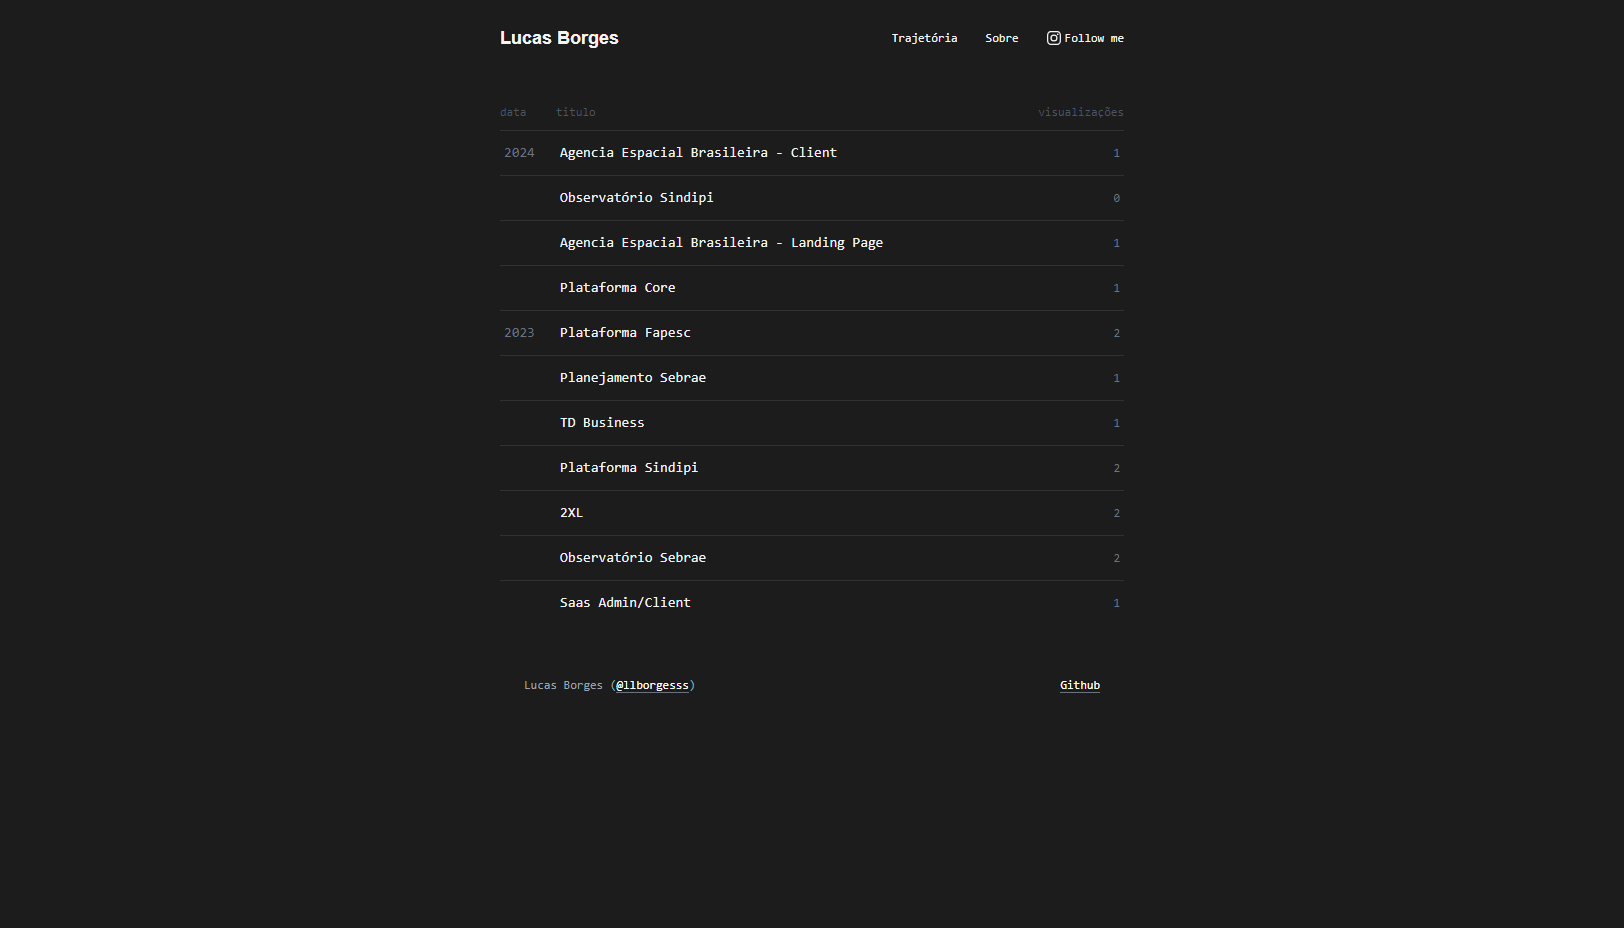 Lucas Borges Trajetória Sobre Follow me
data titulo visualizações
2024 Agencia Espacial Brasileira - Client 1
Observatório Sindipi 0
Agencia Espacial Brasileira - Landing Page 1
Plataforma Core 1
2023 Plataforma Fapesc 2
Planejamento Sebrae 1
TD Business 1
Plataforma Sindipi 2
2XL 2
Observatório Sebrae 2
Saas Admin/Client 1
Lucas Borges (@llborgesss) Github